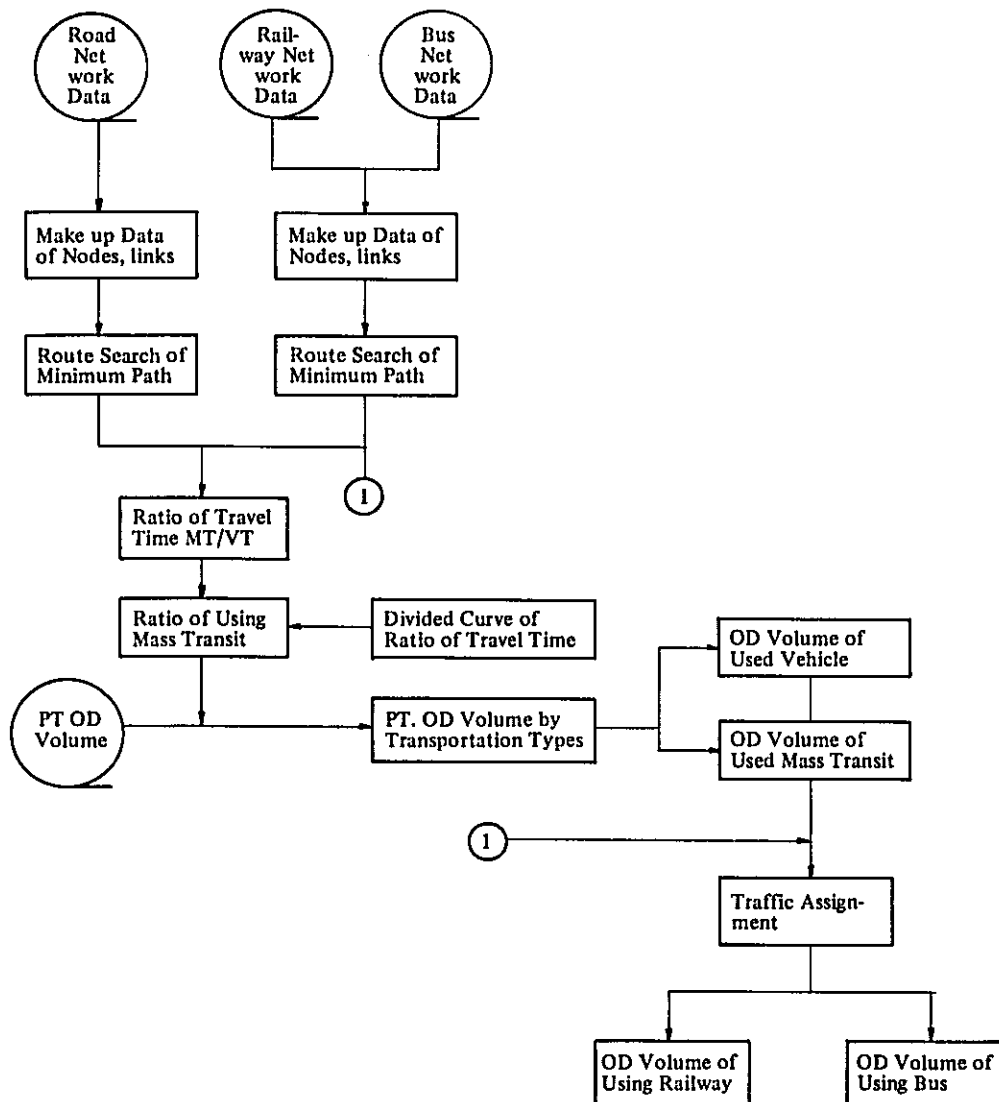 Road
Net
work
Data
Rail-
way Net
work
Data
Bus
Net
work
Data
Make up Data
of Nodes, links
Make up Data of
Nodes, links
Route Search of
Minimum Path
Route Search of
Minimum Path
1
Ratio of Travel
Time MT/VT
Ratio of Using
Mass Transit
Divided Curve of
Ratio of Travel Time
OD Volume of
Used Vehicle
PT OD
Volume
PT. OD Volume by
Transportation Types
OD Volume of
Used Mass Transit
1
Traffic Assign-
ment
OD Volume of
Using Railway
OD Volume of
Using Bus